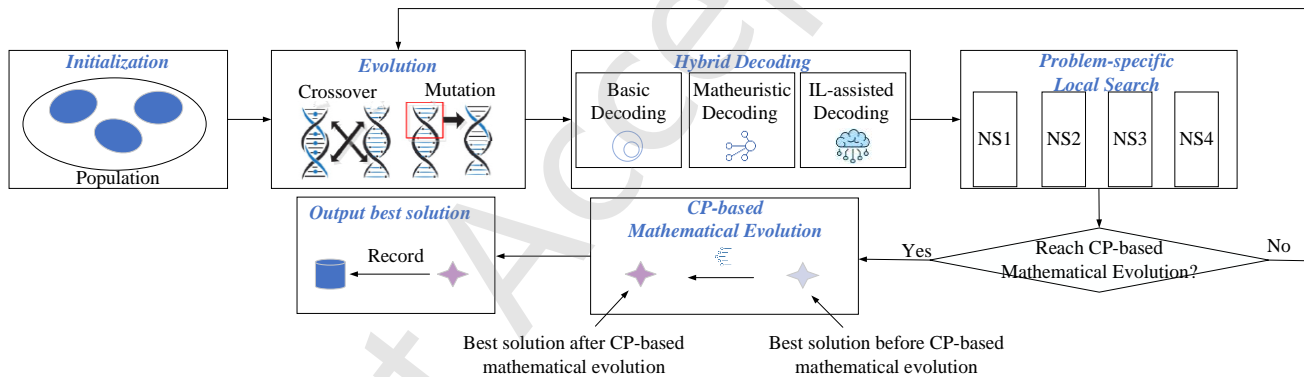 Initialization
Population
Evolution
Crossover
Mutation
Hybrid Decoding
Basic
Decoding
Matheuristic
Decoding
IL-assisted
Decoding
Problem-specific
Local Search
NS1
NS2
NS3
NS4
Reach CP-based
Mathematical Evolution?
Yes
No
CP-based
Mathematical Evolution
Output best solution
Record
Best solution after CP-based
mathematical evolution
Best solution before CP-based
mathematical evolution